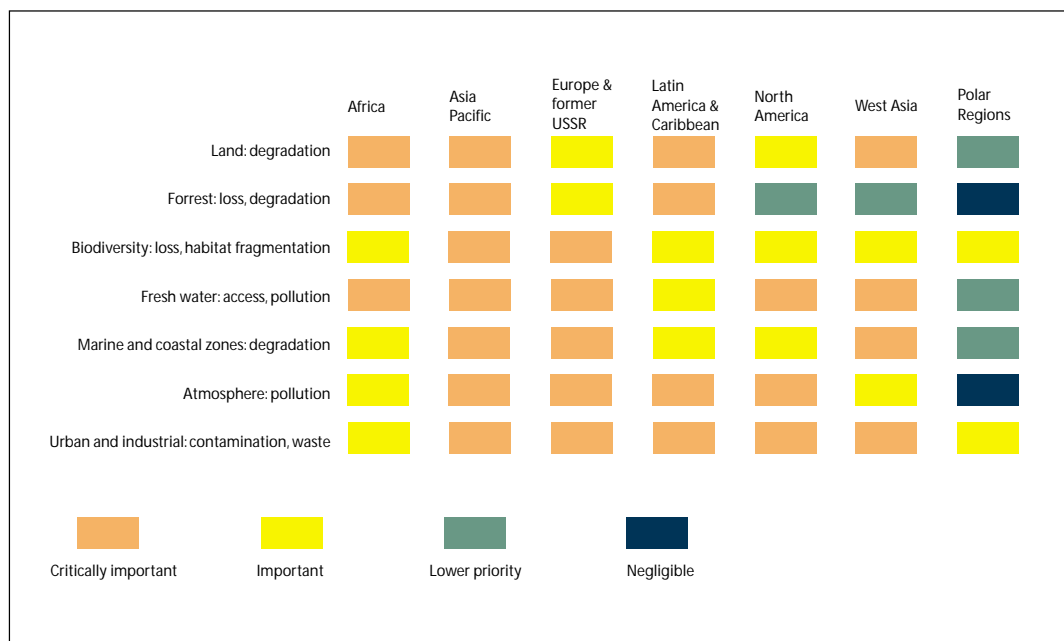 Africa
Asia
Pacific
Europe &
former
USSR
Latin
America &
Caribbean
North
America
West Asia
Polar
Regions
Land: degradation
Forrest: loss, degradation
Biodiversity: loss, habitat fragmentation
Fresh water: access, pollution
Marine and coastal zones: degradation
Atmosphere: pollution
Urban and industrial: contamination, waste
Critically important
Important
Lower priority
Negligible